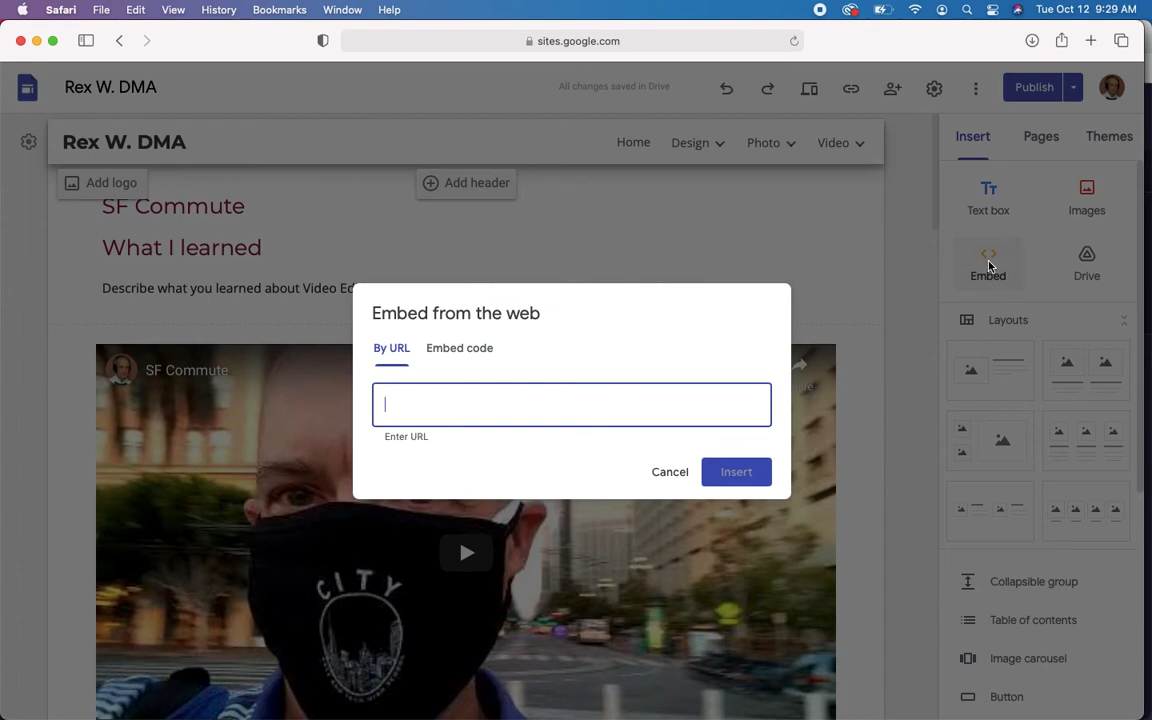 Safari File Edit View History Bookmarks Window Help Tue Oct 12 9:29 AM
sites.google.com
Rex W. DMA All changes saved in Drive Publish
Rex W. DMA Home Design Photo Video
Insert Pages Themes
Add logo Add header
SF Commute
What I learned
Describe what you learned about Video Ed
SF Commute
CITY
Embed from the web
By URL Embed code
Enter URL
Cancel Insert
Tt
Text box Images
Embed Drive
Layouts
Collapsible group
Table of contents
Image carousel
Button